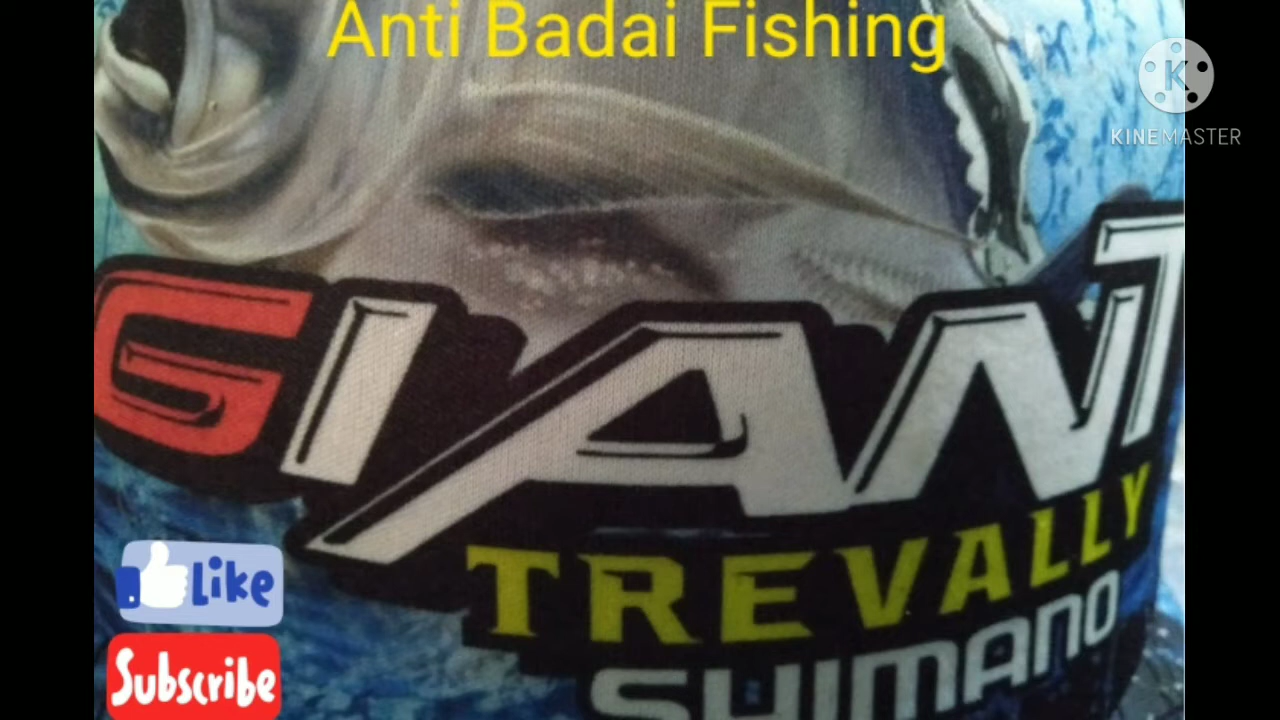 Anti Badai Fishing
K
KINEMASTER
GIANT
TREVALLY
SHIMANO
Like
Subscribe